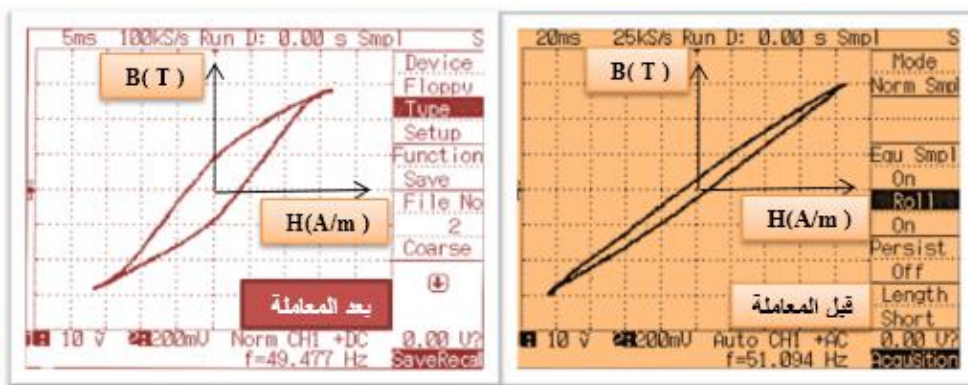 5ms 100kS/s Run D: 0.00 s Smpl S
Device
Floppy
Type
Setup
Function
Save
File No
2
Coarse
B( T )
H(A/m )
بعد المعاملة
10 V 200mV Norm CH1 +DC 0.00 V?
f=49.477 Hz SaveRecal
20ms 25kS/s Run D: 0.00 s Smpl S
Mode
Norm Smpl
Equ Smpl
On
Roll
On
Persist
Off
Length
Short
B( T )
H(A/m )
قبل المعاملة
10 V 200mV Auto CH1 +AC 0.00 V?
f=51.094 Hz Acqusition